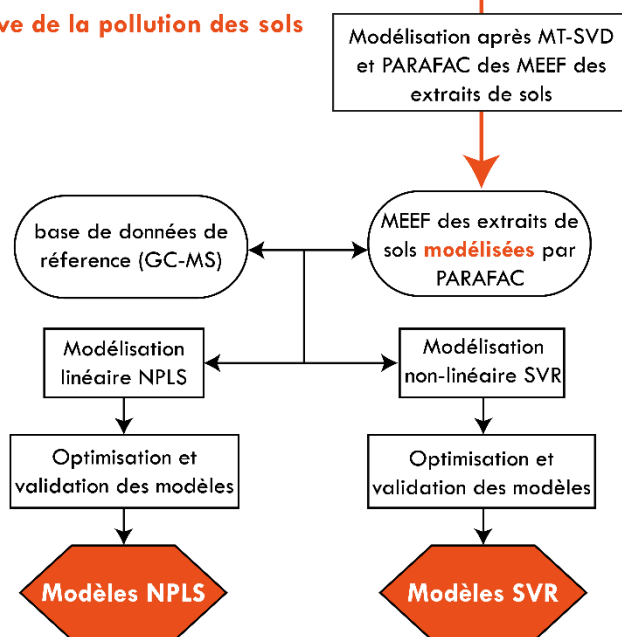 ve de la pollution des sols
Modélisation après MT-SVD
et PARAFAC des MEEF des
extraits de sols
base de données de
réference (GC-MS)
MEEF des extraits de
sols modélisées par
PARAFAC
Modélisation
linéaire NPLS
Modélisation
non-linéaire SVR
Optimisation et
validation des modèles
Optimisation et
validation des modèles
Modèles NPLS
Modèles SVR